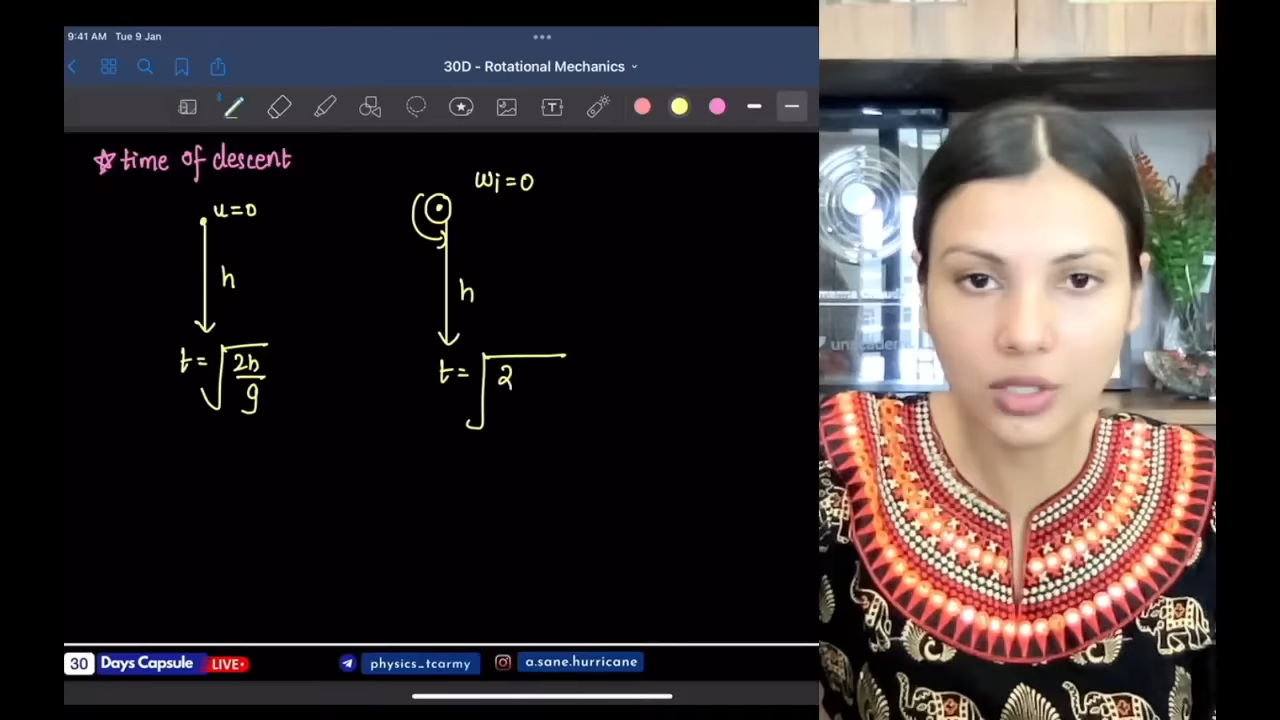 9:41 AM Tue 9 Jan
30D - Rotational Mechanics
T
☆ time of descent
u=0
h
t= √2h/g
ωi=0
h
t= √2
30 Days Capsule LIVE
physics_tcarmy
a.sane.hurricane